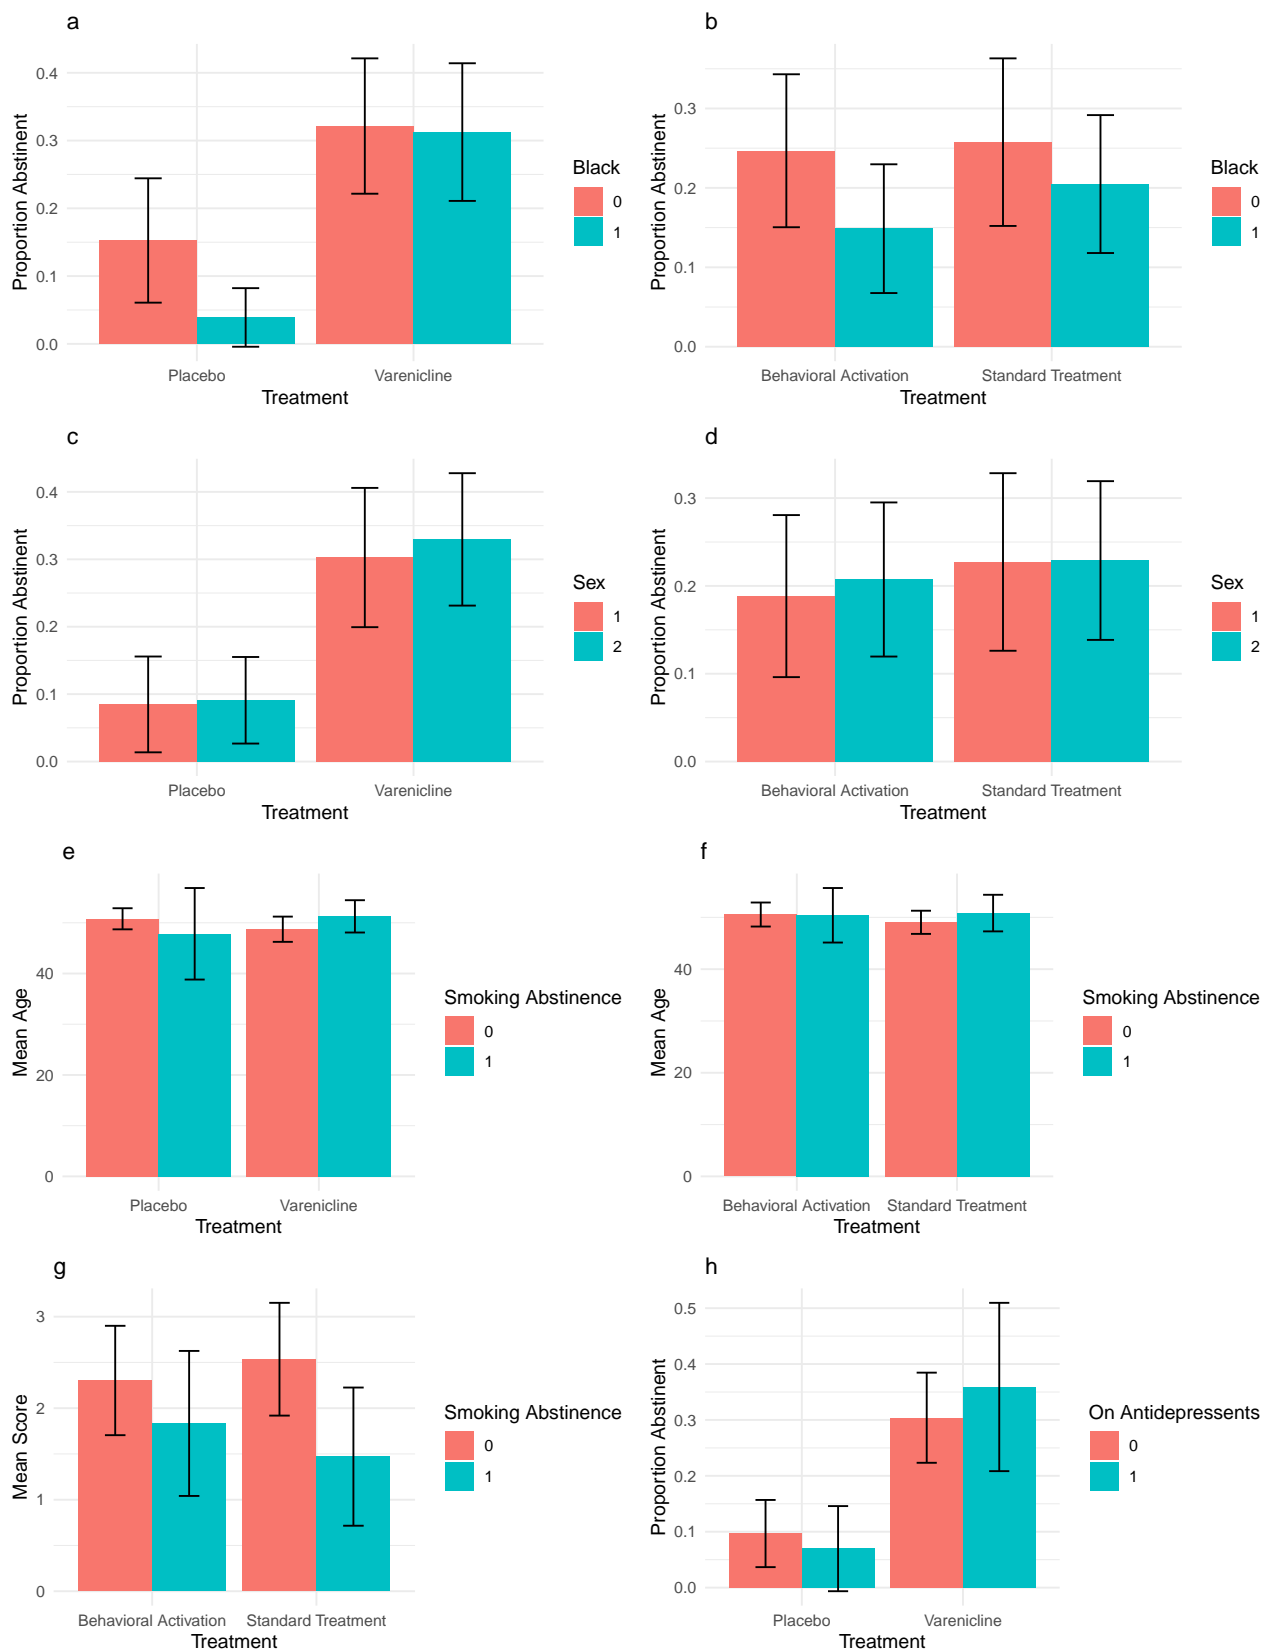 a
Proportion Abstinent
0.4
0.3
0.2
0.1
0.0
Placebo
Varenicline
Treatment
Black
0
1
b
Proportion Abstinent
0.3
0.2
0.1
0.0
Behavioral Activation
Standard Treatment
Treatment
Black
0
1
c
Proportion Abstinent
0.4
0.3
0.2
0.1
0.0
Placebo
Varenicline
Treatment
Sex
1
2
d
Proportion Abstinent
0.3
0.2
0.1
0.0
Behavioral Activation
Standard Treatment
Treatment
Sex
1
2
e
Mean Age
40
20
0
Placebo
Varenicline
Treatment
Smoking Abstinence
0
1
f
Mean Age
40
20
0
Behavioral Activation
Standard Treatment
Treatment
Smoking Abstinence
0
1
g
Mean Score
3
2
1
0
Behavioral Activation
Standard Treatment
Treatment
Smoking Abstinence
0
1
h
Proportion Abstinent
0.5
0.4
0.3
0.2
0.1
0.0
Placebo
Varenicline
Treatment
On Antidepressents
0
1